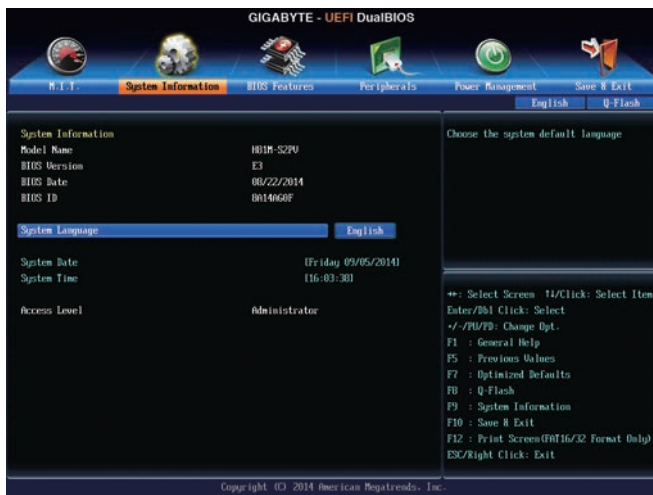 GIGABYTE - UEFI DualBIOS
M.I.T.
System Information
BIOS Features
Peripherals
Power Management
Save & Exit
English
Q-Flash
System Information
Model Name H81M-S2PV
BIOS Version E3
BIOS Date 08/22/2014
BIOS ID 8A14AG0F
System Language English
System Date [Friday 09/05/2014]
System Time [16:03:38]
Access Level Administrator
Choose the system default language
↔: Select Screen ↑↓/Click: Select Item
Enter/Dbl Click: Select
+/-/PU/PD: Change Opt.
F1 : General Help
F5 : Previous Values
F7 : Optimized Defaults
F8 : Q-Flash
F9 : System Information
F10 : Save & Exit
F12 : Print Screen(FAT16/32 Format Only)
ESC/Right Click: Exit
Copyright (C) 2014 American Megatrends, Inc.